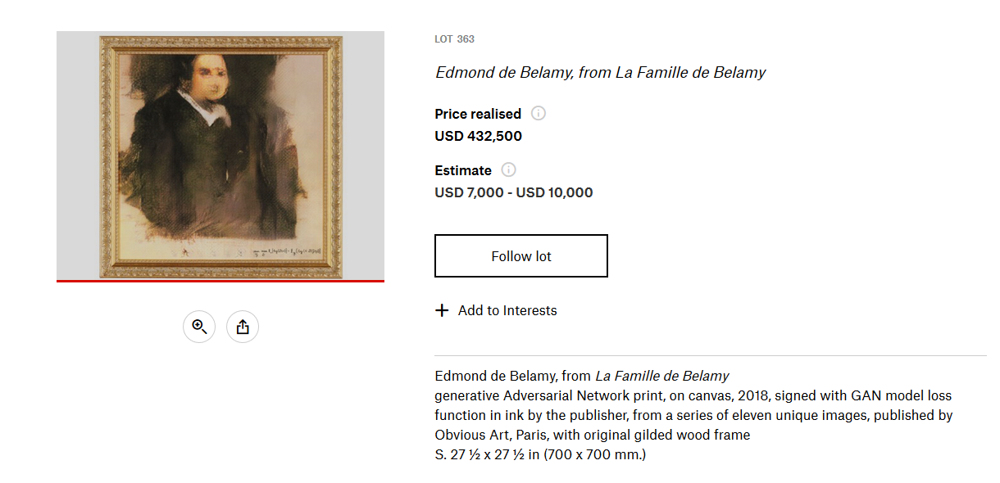 LOT 363
Edmond de Belamy, from La Famille de Belamy
Price realised
USD 432,500
Estimate
USD 7,000 - USD 10,000
Follow lot
Add to Interests
Edmond de Belamy, from La Famille de Belamy
generative Adversarial Network print, on canvas, 2018, signed with GAN model loss
function in ink by the publisher, from a series of eleven unique images, published by
Obvious Art, Paris, with original gilded wood frame
S. 27 ½ x 27 ½ in (700 x 700 mm.)